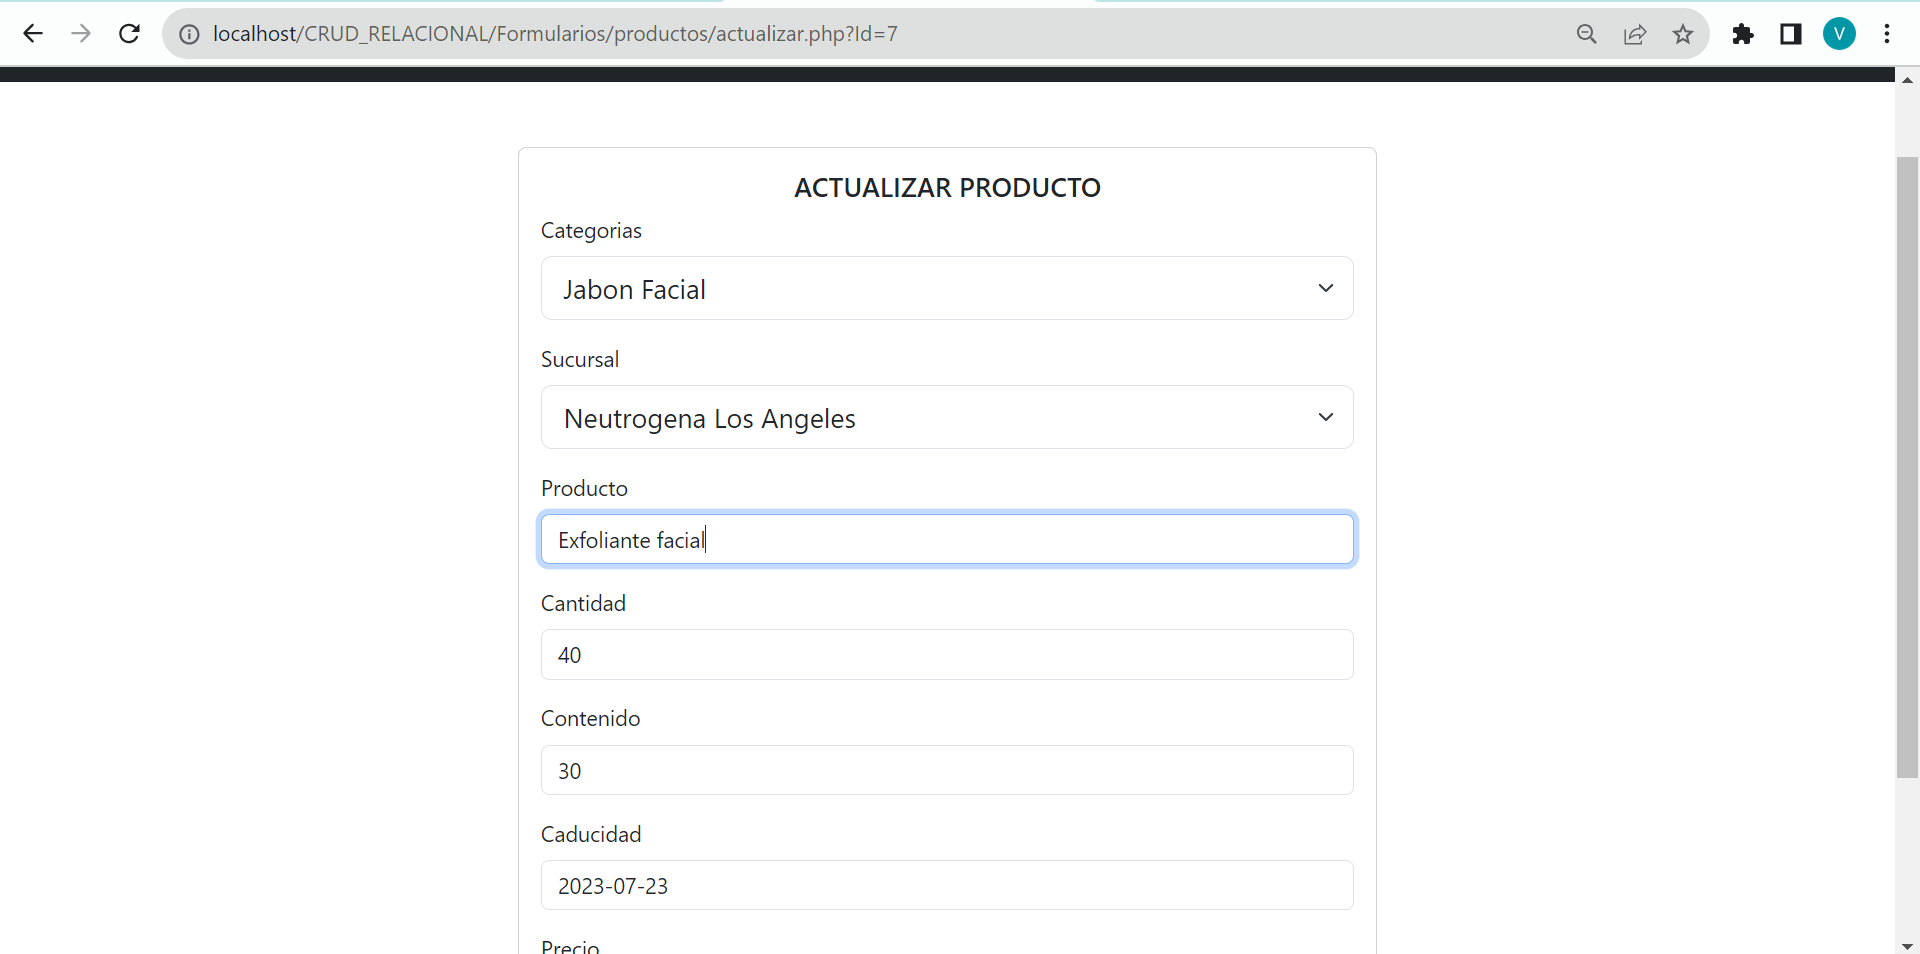 localhost/CRUD_RELACIONAL/Formularios/productos/actualizar.php?Id=7
V
ACTUALIZAR PRODUCTO
Categorias
Jabon Facial
Sucursal
Neutrogena Los Angeles
Producto
Exfoliante facial
Cantidad
40
Contenido
30
Caducidad
2023-07-23
Precio